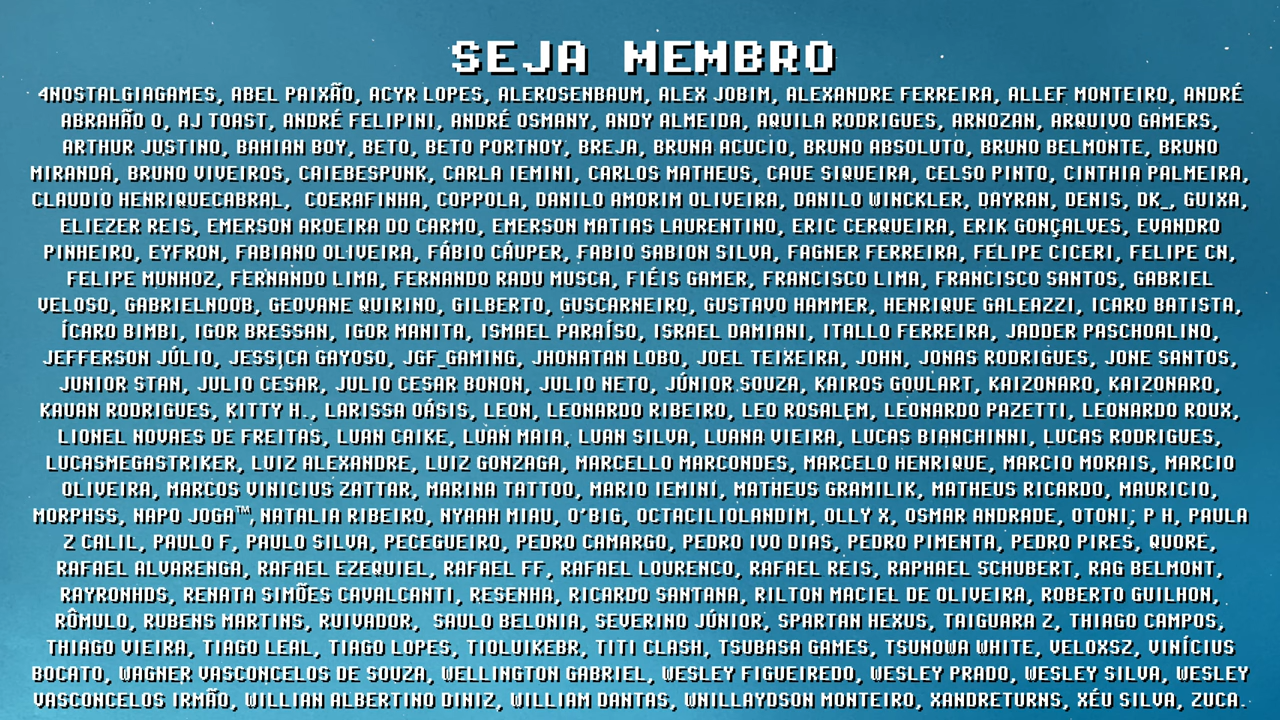 SEJA MEMBRO
4NOSTALGIAGAMES, ABEL PAIXÃO, ACYR LOPES, ALEROSENBAUM, ALEX JOBIM, ALEXANDRE FERREIRA, ALLEF MONTEIRO, ANDRÉ
ABRAHÃO O, AJ TOAST, ANDRÉ FELIPINI, ANDRÉ OSMANY, ANDY ALMEIDA, AQUILA RODRIGUES, ARNOZAN, ARQUIVO GAMERS,
ARTHUR JUSTINO, BAHIAN BOY, BETO, BETO PORTNOY, BREJA, BRUNA ACUCIO, BRUNO ABSOLUTO, BRUNO BELMONTE, BRUNO
MIRANDA, BRUNO VIVEIROS, CAIEBESPUNK, CARLA IEMINI, CARLOS MATHEUS, CAUE SIQUEIRA, CELSO PINTO, CINTHIA PALMEIRA,
CLAUDIO HENRIQUECABRAL, COERAFINHA, COPPOLA, DANILO AMORIM OLIVEIRA, DANILO WINCKLER, DAYRAN, DENIS, DK_, GUIXA,
ELIEZER REIS, EMERSON AROEIRA DO CARMO, EMERSON MATIAS LAURENTINO, ERIC CERQUEIRA, ERIK GONÇALVES, EVANDRO
PINHEIRO, EYFRON, FABIANO OLIVEIRA, FÁBIO CÁUPER, FABIO SABION SILVA, FAGNER FERREIRA, FELIPE CICERI, FELIPE CN,
FELIPE MUNHOZ, FERNANDO LIMA, FERNANDO RADU MUSCA, FIÉIS GAMER, FRANCISCO LIMA, FRANCISCO SANTOS, GABRIEL
VELOSO, GABRIELNOOB, GEOVANE QUIRINO, GILBERTO, GUSCARNEIRO, GUSTAVO HAMMER, HENRIQUE GALEAZZI, ICARO BATISTA,
ÍCARO BIMBI, IGOR BRESSAN, IGOR MANITA, ISMAEL PARAÍSO, ISRAEL DAMIANI, ITALLO FERREIRA, JADDER PASCHOALINO,
JEFFERSON JÚLIO, JESSICA GAYOSO, JGF_GAMING, JHONATAN LOBO, JOEL TEIXEIRA, JOHN, JONAS RODRIGUES, JONE SANTOS,
JUNIOR STAN, JULIO CESAR, JULIO CESAR BONON, JULIO NETO, JÚNIOR SOUZA, KAIROS GOULART, KAIZONARO, KAIZONARO,
KAUAN RODRIGUES, KITTY H., LARISSA OÁSIS, LEON, LEONARDO RIBEIRO, LEO ROSALEM, LEONARDO PAZETTI, LEONARDO ROUX,
LIONEL NOVAES DE FREITAS, LUAN CAIKE, LUAN MAIA, LUAN SILVA, LUANA VIEIRA, LUCAS BIANCHINNI, LUCAS RODRIGUES,
LUCASMEGASTRIKER, LUIZ ALEXANDRE, LUIZ GONZAGA, MARCELLO MARCONDES, MARCELO HENRIQUE, MARCIO MORAIS, MARCIO
OLIVEIRA, MARCOS VINICIUS ZATTAR, MARINA TATTOO, MARIO IEMINI, MATHEUS GRAMILIK, MATHEUS RICARDO, MAURICIO,
MORPHSS, NAPO JOGA™, NATALIA RIBEIRO, NYAAH MIAU, O'BIG, OCTACILIOLANDIM, OLLY X, OSMAR ANDRADE, OTONI, P H, PAULA
Z CALIL, PAULO F, PAULO SILVA, PECEGUEIRO, PEDRO CAMARGO, PEDRO IVO DIAS, PEDRO PIMENTA, PEDRO PIRES, QUORE,
RAFAEL ALVARENGA, RAFAEL EZEQUIEL, RAFAEL FF, RAFAEL LOURENCO, RAFAEL REIS, RAPHAEL SCHUBERT, RAG BELMONT,
RAYRONHDS, RENATA SIMÕES CAVALCANTI, RESENHA, RICARDO SANTANA, RILTON MACIEL DE OLIVEIRA, ROBERTO GUILHON,
RÔMULO, RUBENS MARTINS, RUIVADOR, SAULO BELONIA, SEVERINO JÚNIOR, SPARTAN HEXUS, TAIGUARA Z, THIAGO CAMPOS,
THIAGO VIEIRA, TIAGO LEAL, TIAGO LOPES, TIOLUIKEBR, TITI CLASH, TSUBASA GAMES, TSUNOWA WHITE, VELOXSZ, VINÍCIUS
BOCATO, WAGNER VASCONCELOS DE SOUZA, WELLINGTON GABRIEL, WESLEY FIGUEIREDO, WESLEY PRADO, WESLEY SILVA, WESLEY
VASCONCELOS IRMÃO, WILLIAN ALBERTINO DINIZ, WILLIAM DANTAS, WNILLAYDSON MONTEIRO, XANDRETURNS, XÉU SILVA, ZUCA.